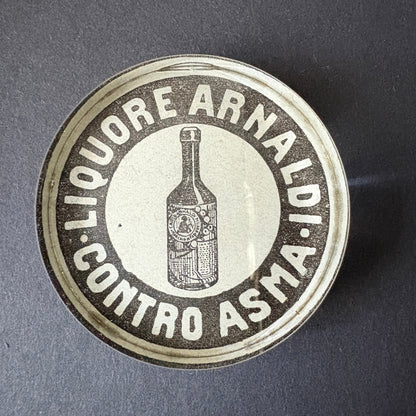 LIQUORE ARNALDI
CONTRO ASMA